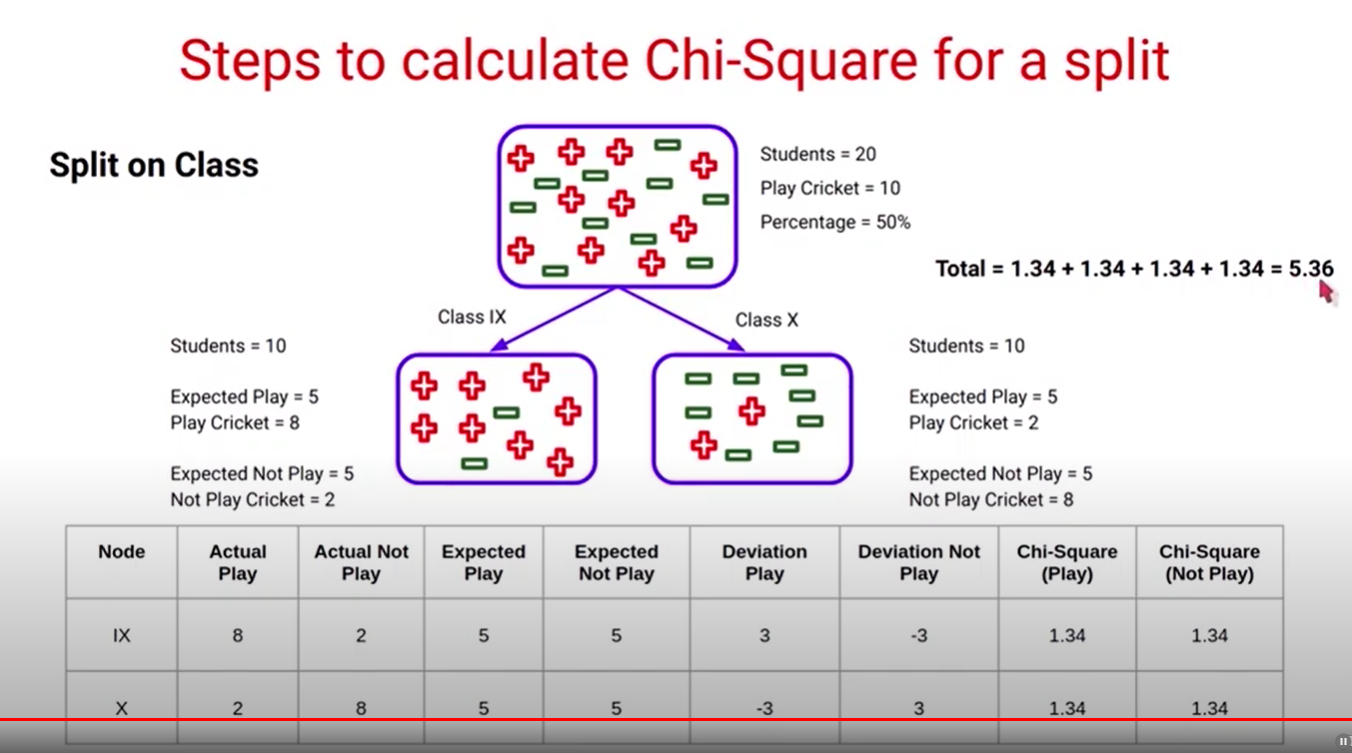 Steps to calculate Chi-Square for a split
Split on Class
Students = 20
Play Cricket = 10
Percentage = 50%
Total = 1.34 + 1.34 + 1.34 + 1.34 = 5.36
Class IX
Class X
Students = 10
Expected Play = 5
Play Cricket = 8
Expected Not Play = 5
Not Play Cricket = 2
Students = 10
Expected Play = 5
Play Cricket = 2
Expected Not Play = 5
Not Play Cricket = 8
Node Actual Play Actual Not Play Expected Play Expected Not Play Deviation Play Deviation Not Play Chi-Square (Play) Chi-Square (Not Play)
IX 8 2 5 5 3 -3 1.34 1.34
X 2 8 5 5 -3 3 1.34 1.34